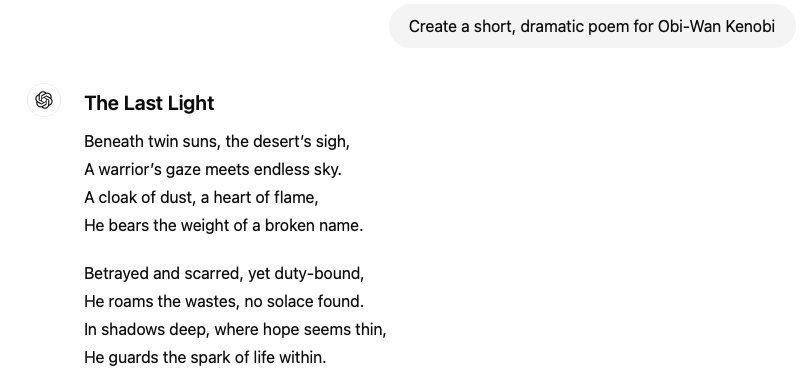 Create a short, dramatic poem for Obi-Wan Kenobi
The Last Light
Beneath twin suns, the desert’s sigh,
A warrior’s gaze meets endless sky.
A cloak of dust, a heart of flame,
He bears the weight of a broken name.
Betrayed and scarred, yet duty-bound,
He roams the wastes, no solace found.
In shadows deep, where hope seems thin,
He guards the spark of life within.